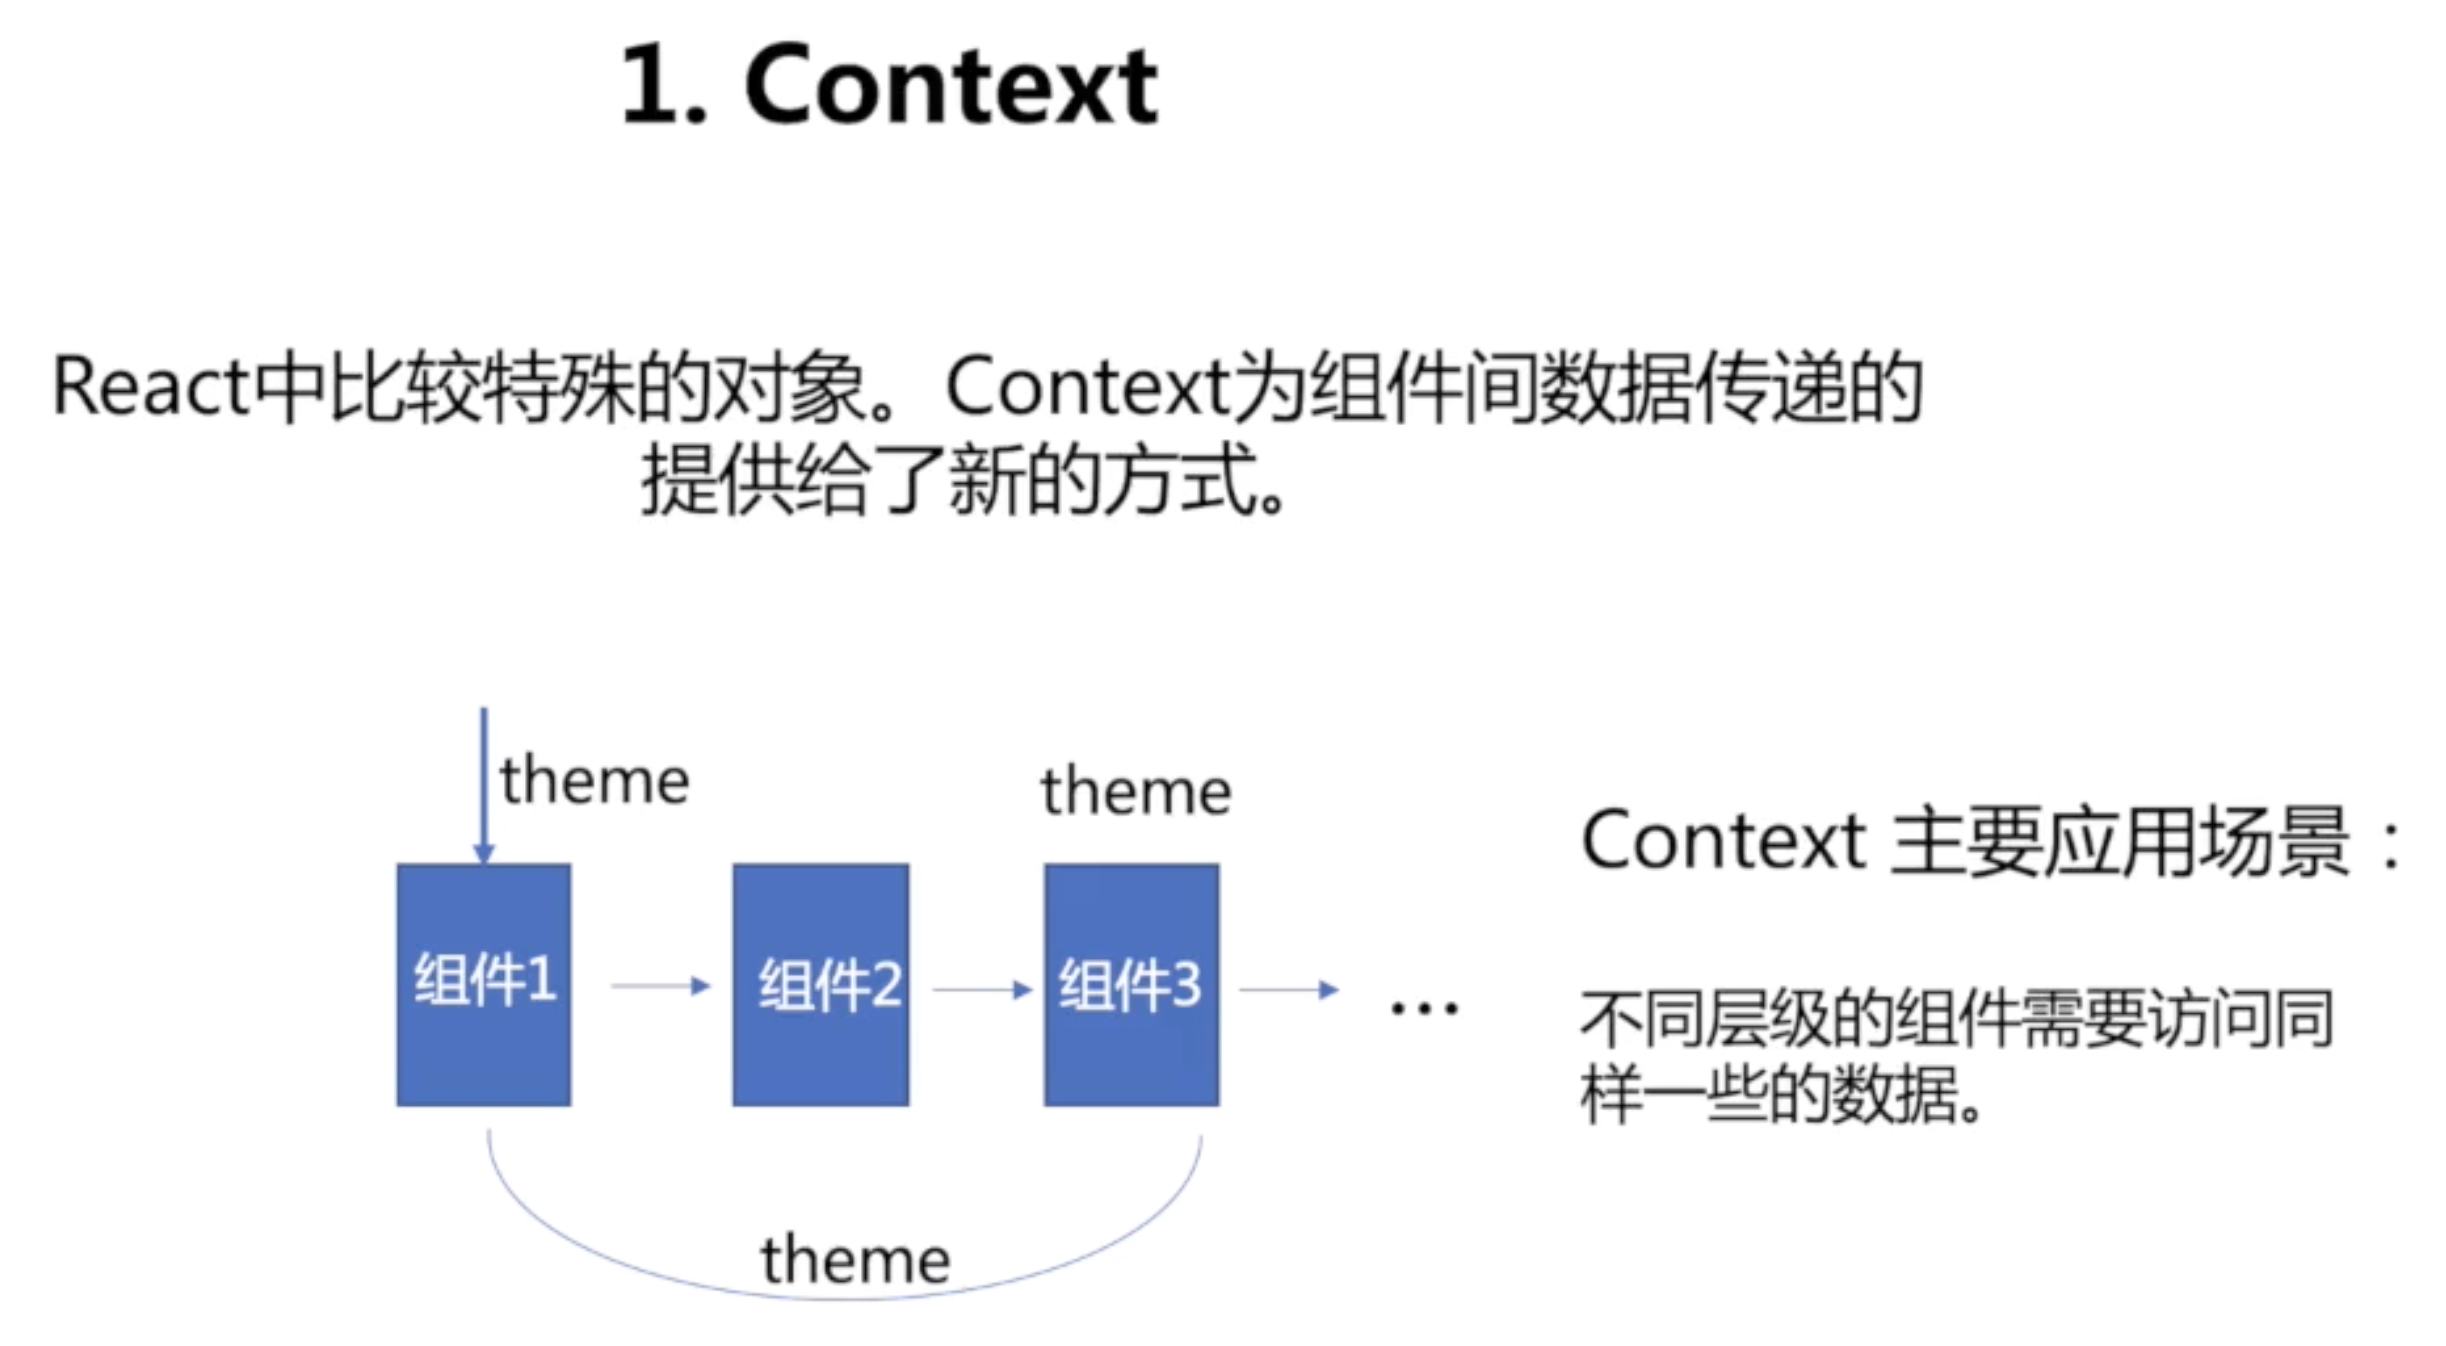 1. Context
React中比较特殊的对象。Context为组件间数据传递的
提供给了新的方式。
theme
theme
组件1
组件2
组件3
...
theme
Context 主要应用场景：
不同层级的组件需要访问同
样一些的数据。